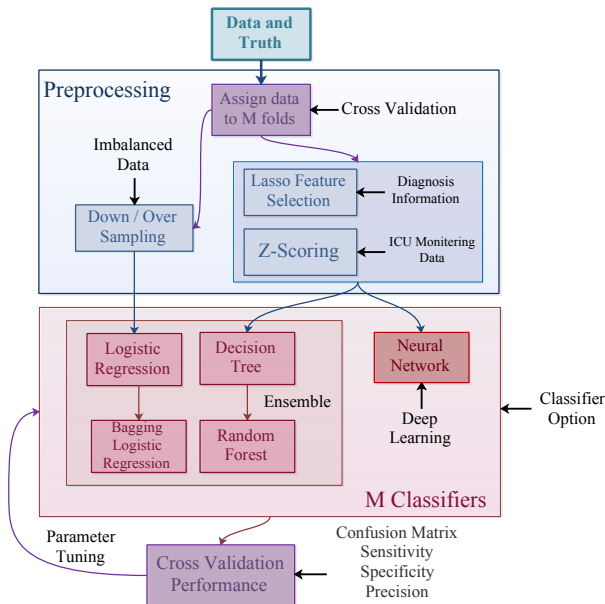 Data and
Truth
Preprocessing
Assign data
to M folds
Cross Validation
Imbalanced
Data
Lasso Feature
Selection
Diagnosis
Information
Down / Over
Sampling
Z-Scoring
ICU Monitering
Data
Logistic
Regression
Decision
Tree
Neural
Network
Ensemble
Bagging
Logistic
Regression
Random
Forest
Deep
Learning
Classifier
Option
M Classifiers
Parameter
Tuning
Cross Validation
Performance
Confusion Matrix
Sensitivity
Specificity
Precision